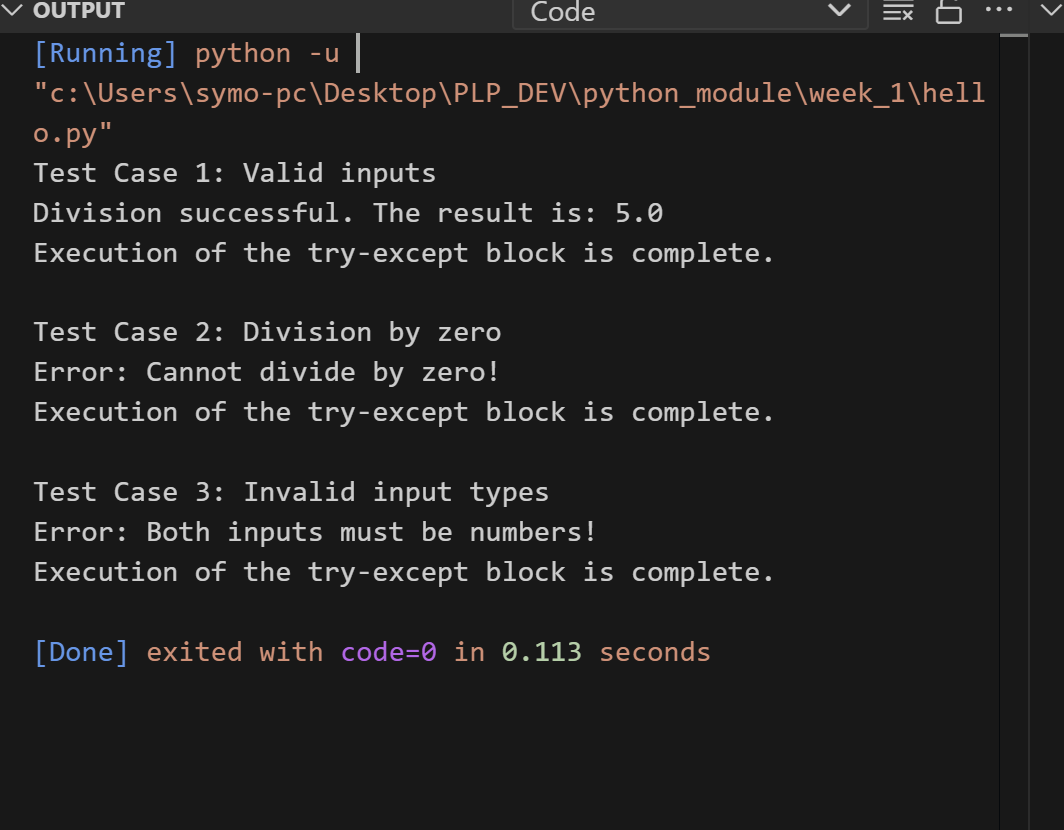 OUTPUT
Code
[Running] python -u
"c:\Users\symo-pc\Desktop\PLP_DEV\python_module\week_1\hell
o.py"
Test Case 1: Valid inputs
Division successful. The result is: 5.0
Execution of the try-except block is complete.
Test Case 2: Division by zero
Error: Cannot divide by zero!
Execution of the try-except block is complete.
Test Case 3: Invalid input types
Error: Both inputs must be numbers!
Execution of the try-except block is complete.
[Done] exited with code=0 in 0.113 seconds